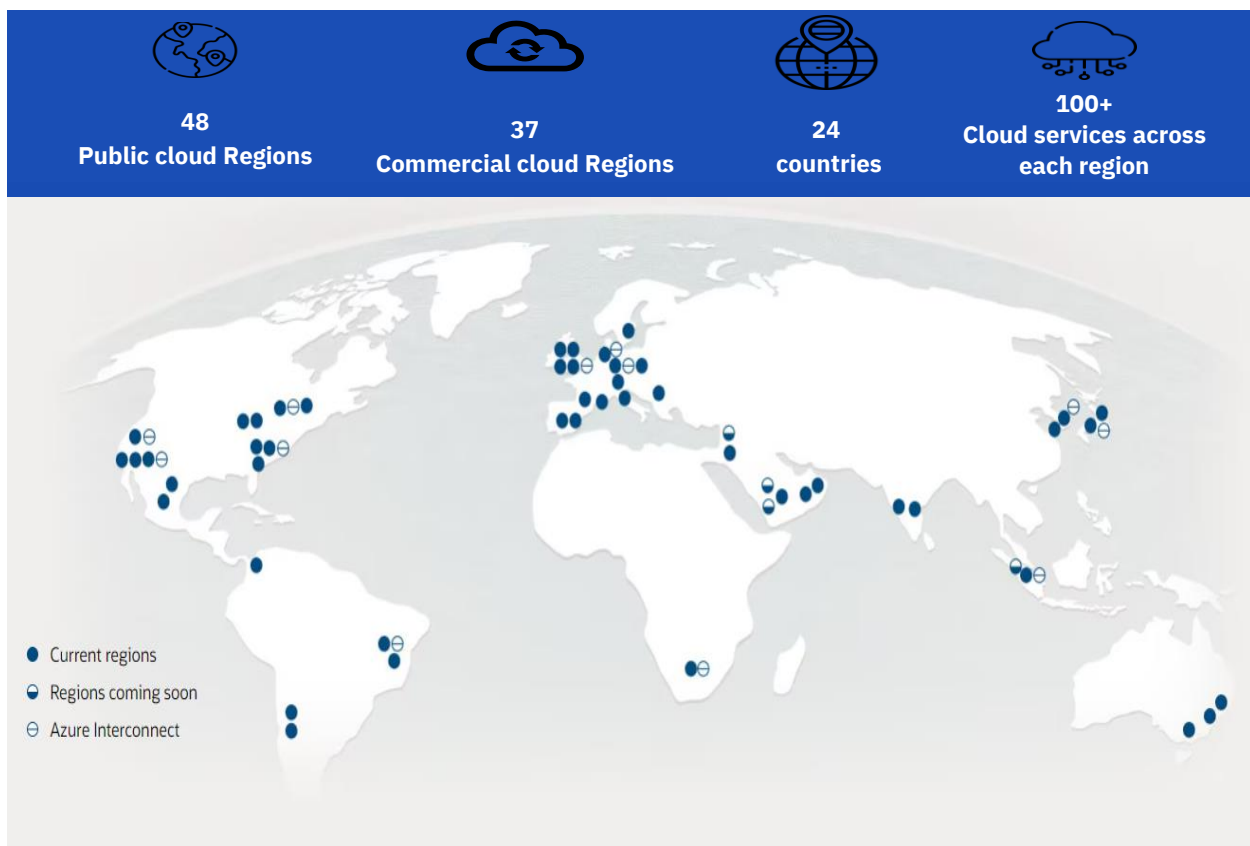 48
Public cloud Regions
37
Commercial cloud Regions
24
countries
100+
Cloud services across
each region
Current regions
Regions coming soon
Azure Interconnect